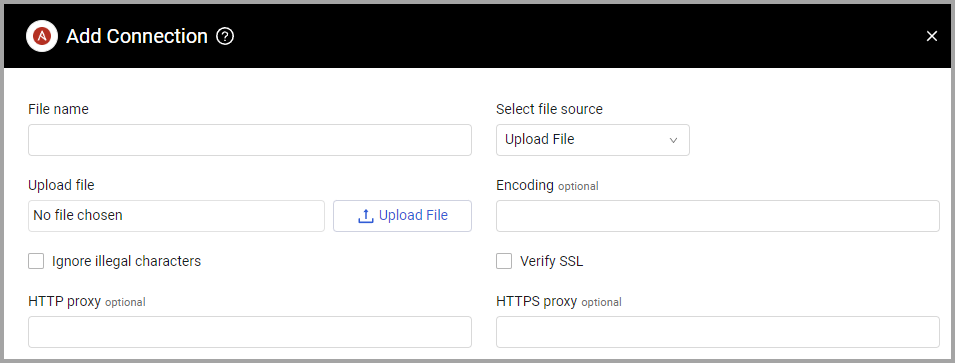 Add Connection ?
File name
Select file source
Upload File
Upload file
Encoding optional
No file chosen
Upload File
Ignore illegal characters
Verify SSL
HTTP proxy optional
HTTPS proxy optional